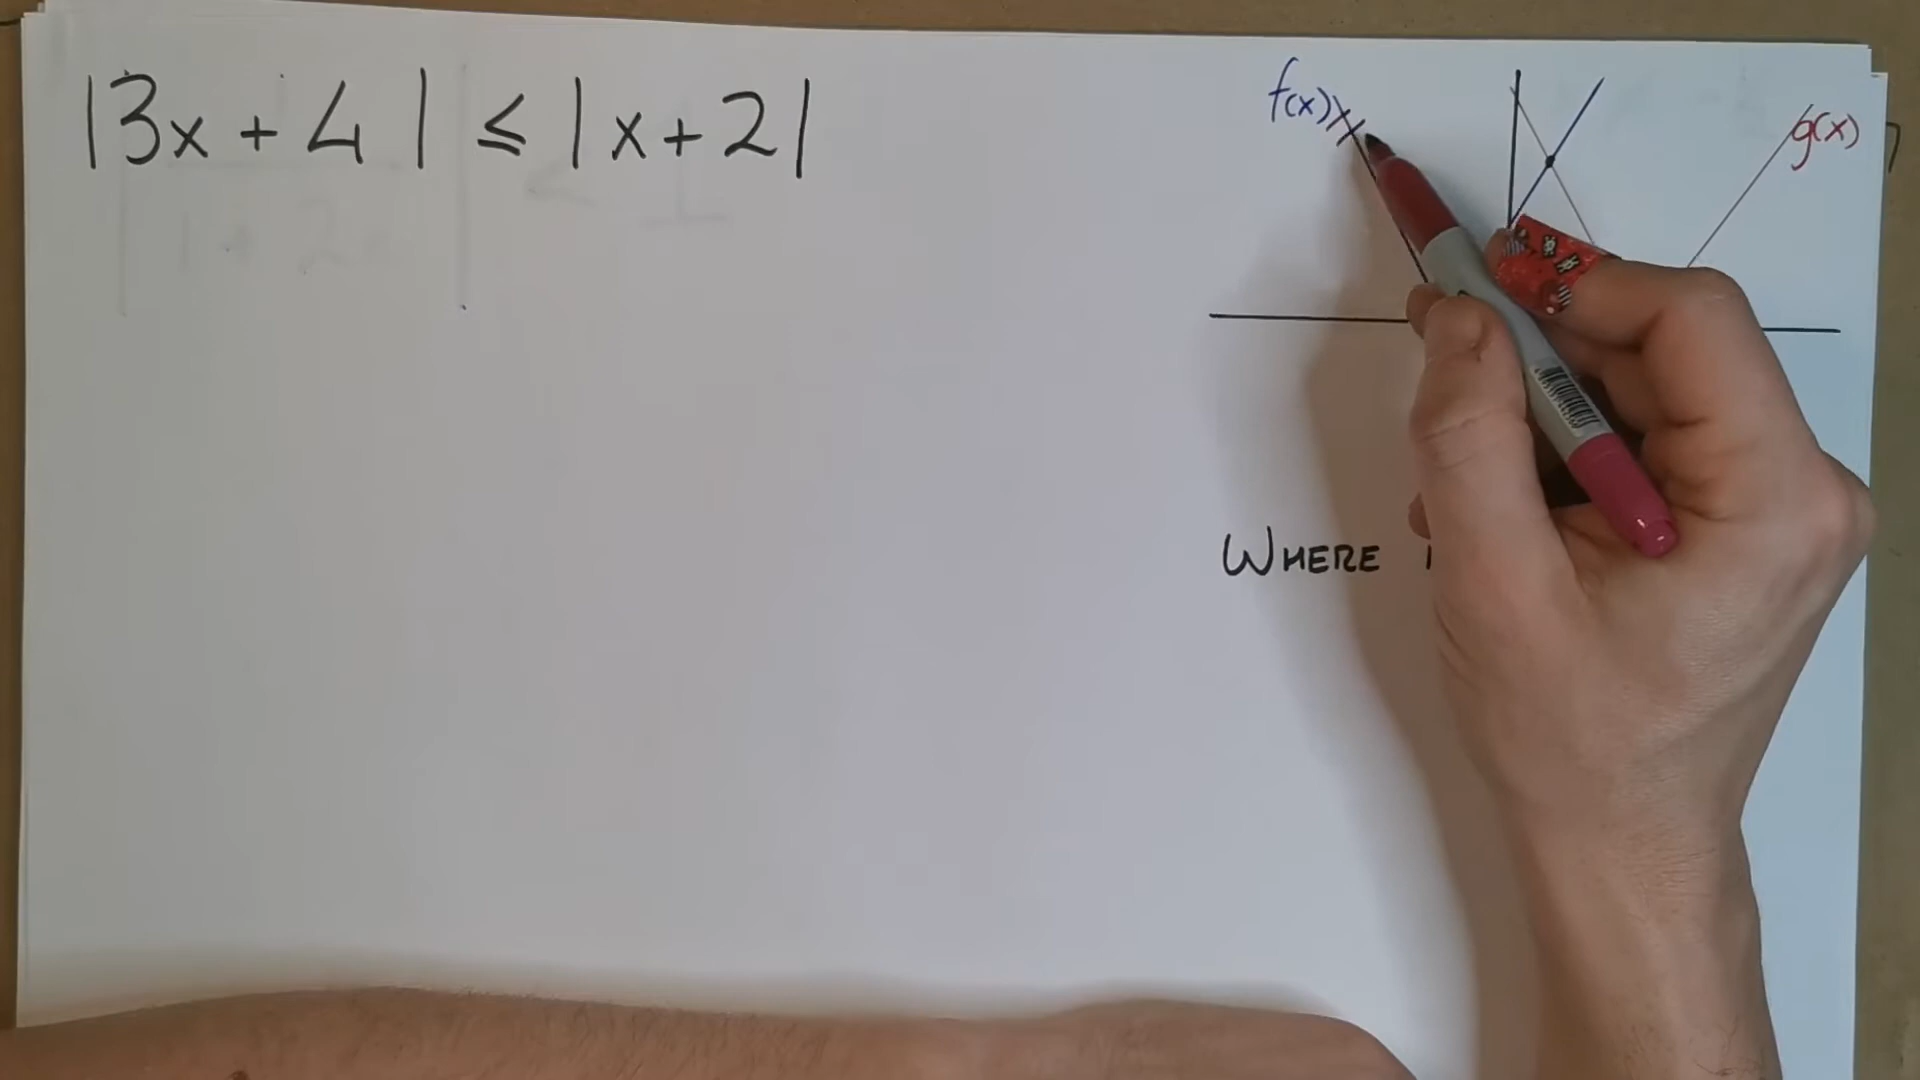 |3x + 4| ≤ |x + 2|
f(x)
g(x)
WHERE